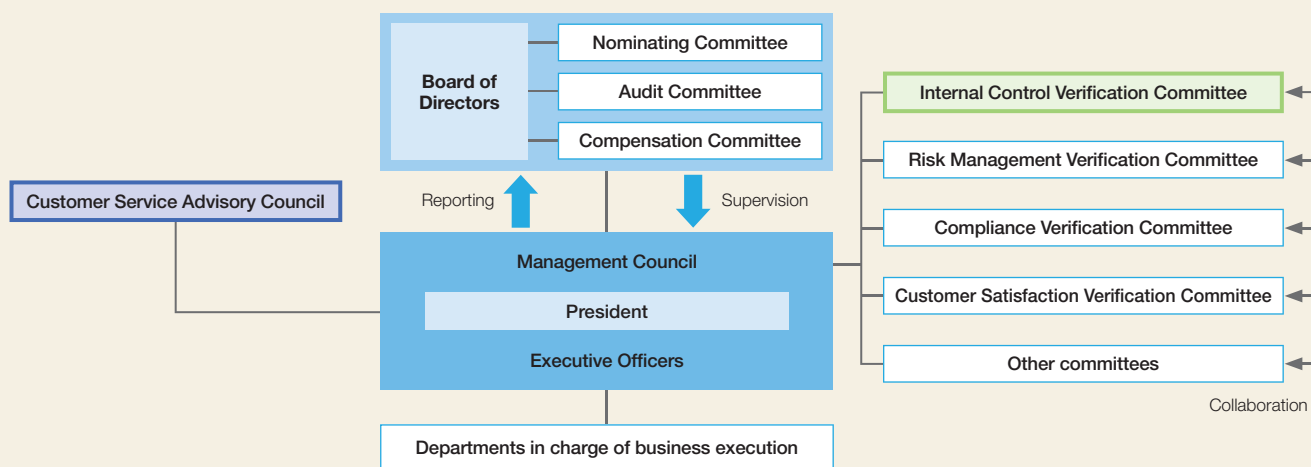 Nominating Committee
Board of
Directors
Audit Committee
Compensation Committee
Internal Control Verification Committee
Risk Management Verification Committee
Customer Service Advisory Council
Reporting
Supervision
Compliance Verification Committee
Management Council
President
Executive Officers
Customer Satisfaction Verification Committee
Other committees
Collaboration
Departments in charge of business execution